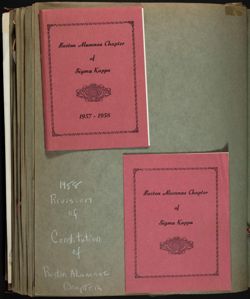 Boston Alumnae Chapter
of
Sigma Kappa
1957 - 1958
1958
Revision
of
Constitution
of
Boston Alumnae
Chapter
Boston Alumnae Chapter
of
Sigma Kappa